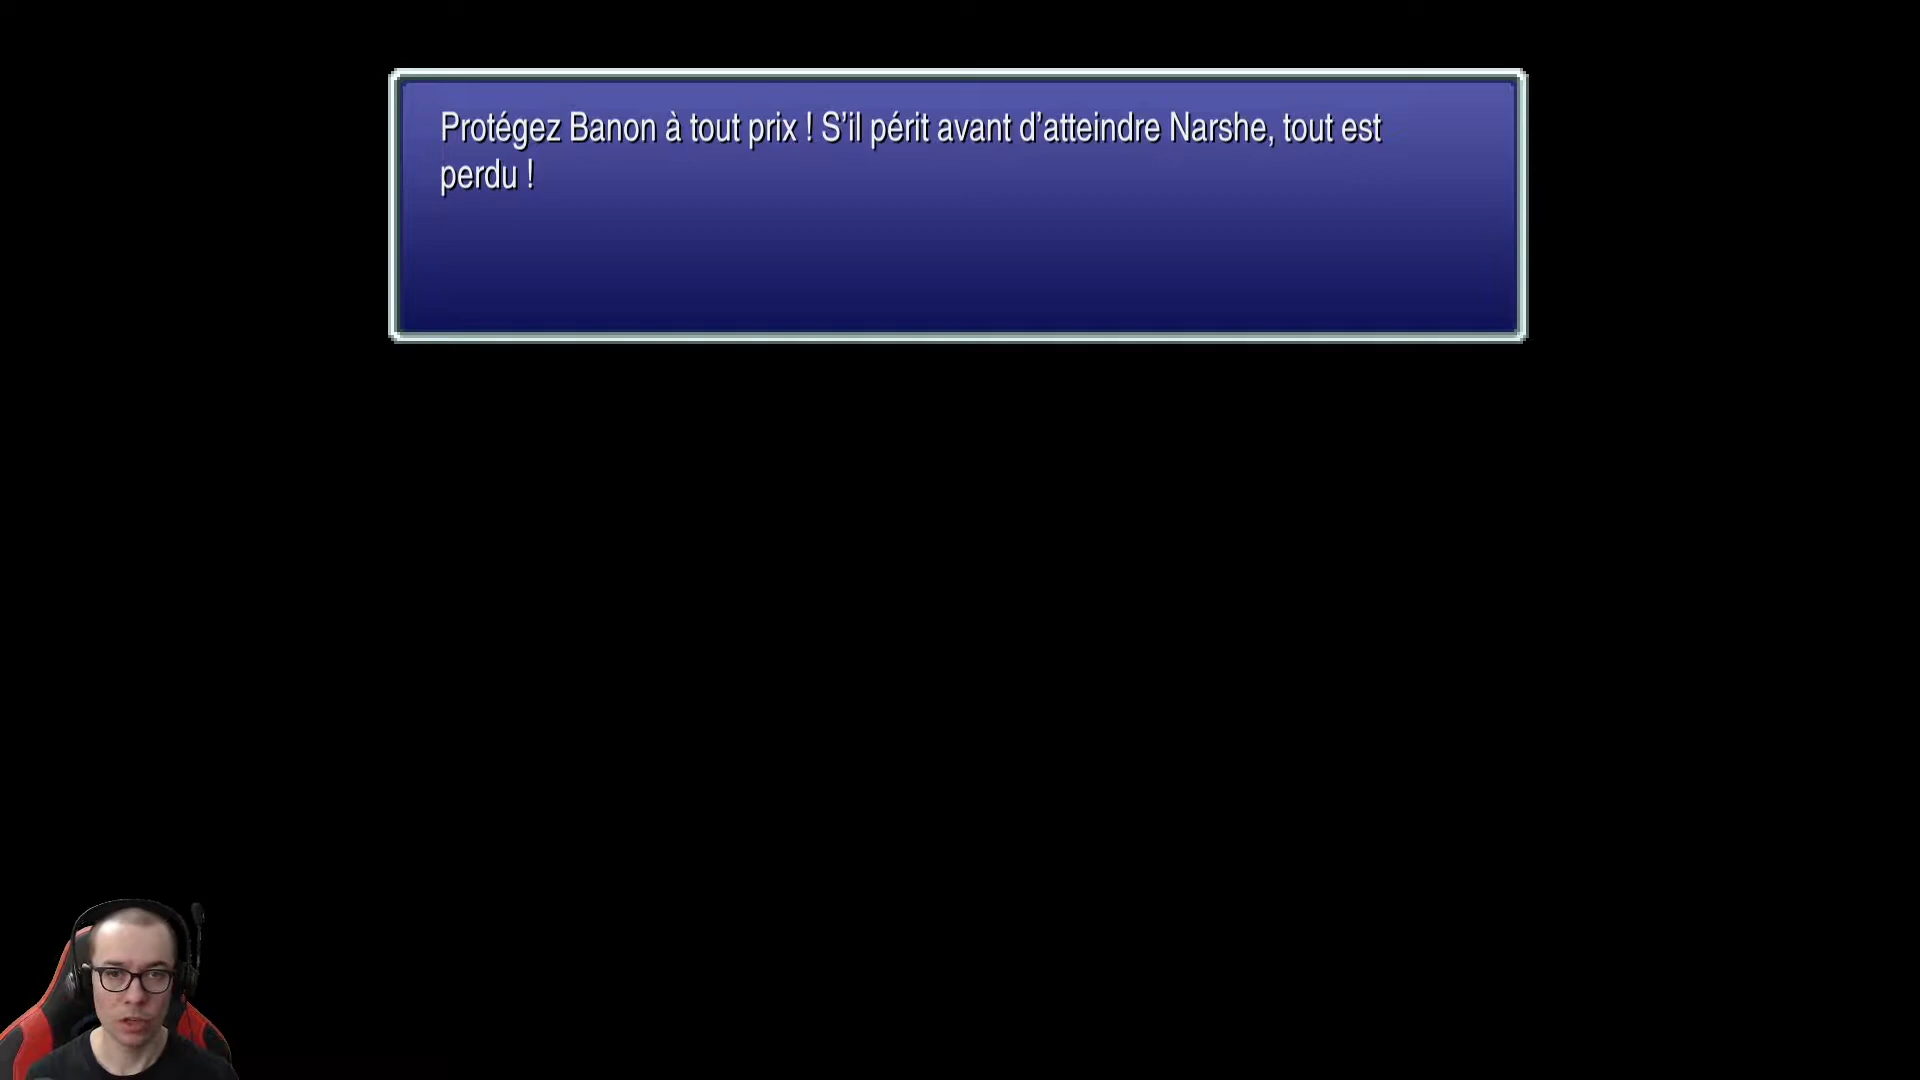 Protégez Banon à tout prix ! S’il périt avant d’atteindre Narshe, tout est
perdu !